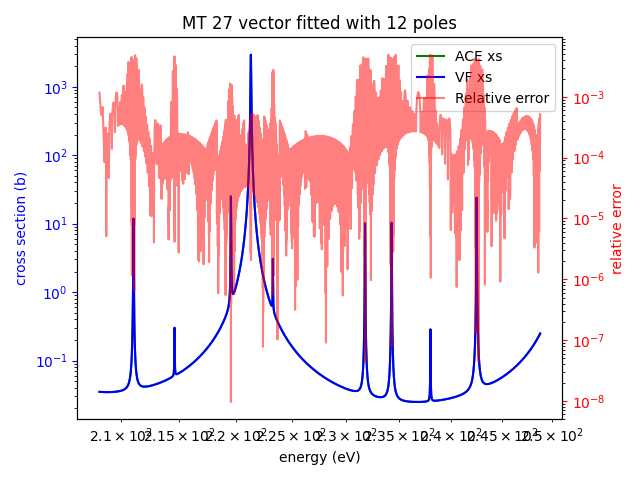 MT 27 vector fitted with 12 poles
ACE xs
VF xs
Relative error
cross section (b)
10³
10²
10¹
10⁰
10⁻¹
relative error
10⁻³
10⁻⁴
10⁻⁵
10⁻⁶
10⁻⁷
10⁻⁸
2.1 × 10² 2.15 × 10² 2.2 × 10² 2.25 × 10² 2.3 × 10² 2.35 × 10² 2.4 × 10² 2.45 × 10² 2.5 × 10²
energy (eV)